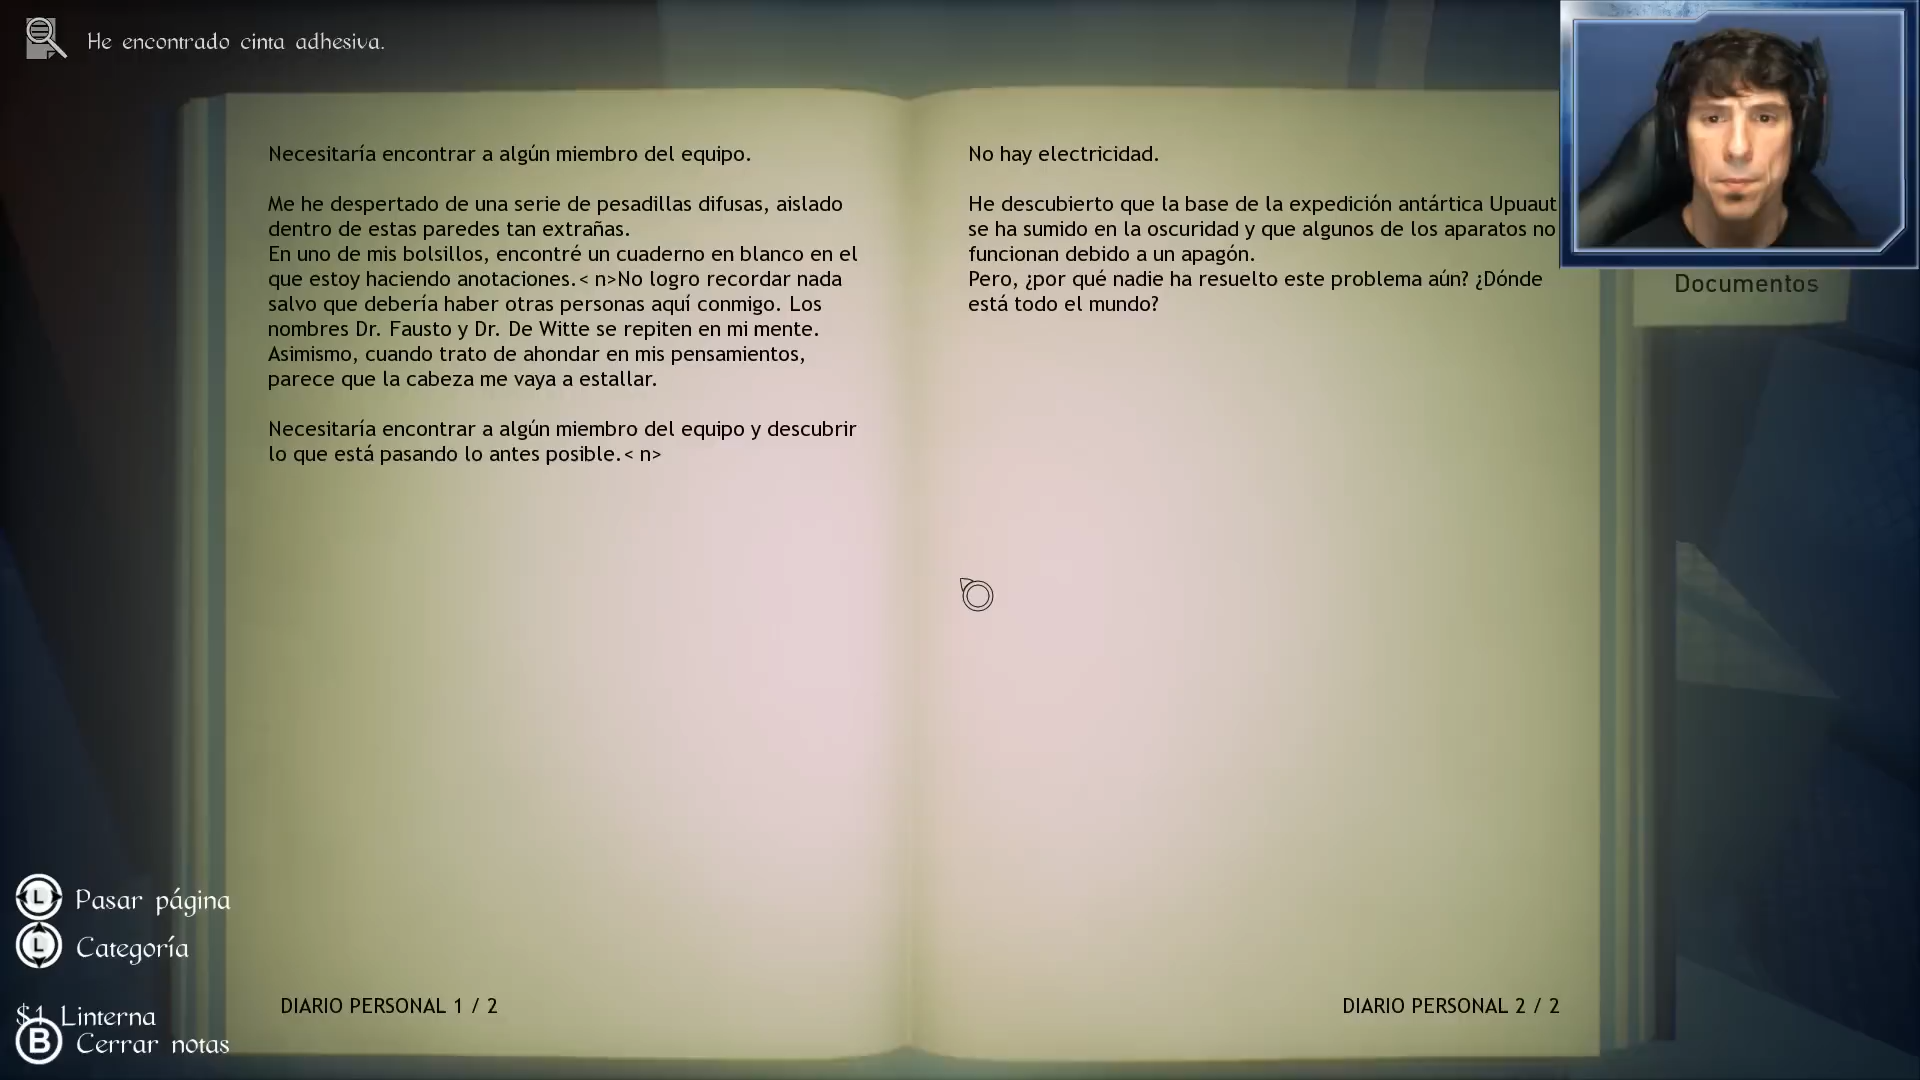 He encontrado cinta adhesiva.
Necesitaría encontrar a algún miembro del equipo.
Me he despertado de una serie de pesadillas difusas, aislado
dentro de estas paredes tan extrañas.
En uno de mis bolsillos, encontré un cuaderno en blanco en el
que estoy haciendo anotaciones.< n>No logro recordar nada
salvo que debería haber otras personas aquí conmigo. Los
nombres Dr. Fausto y Dr. De Witte se repiten en mi mente.
Asimismo, cuando trato de ahondar en mis pensamientos,
parece que la cabeza me vaya a estallar.
Necesitaría encontrar a algún miembro del equipo y descubrir
lo que está pasando lo antes posible.< n>
DIARIO PERSONAL 1 / 2
No hay electricidad.
He descubierto que la base de la expedición antártica Upuaut
se ha sumido en la oscuridad y que algunos de los aparatos no
funcionan debido a un apagón.
Pero, ¿por qué nadie ha resuelto este problema aún? ¿Dónde
está todo el mundo?
DIARIO PERSONAL 2 / 2
Documentos
L Pasar página
L Categoría
$1 Linterna
B Cerrar notas